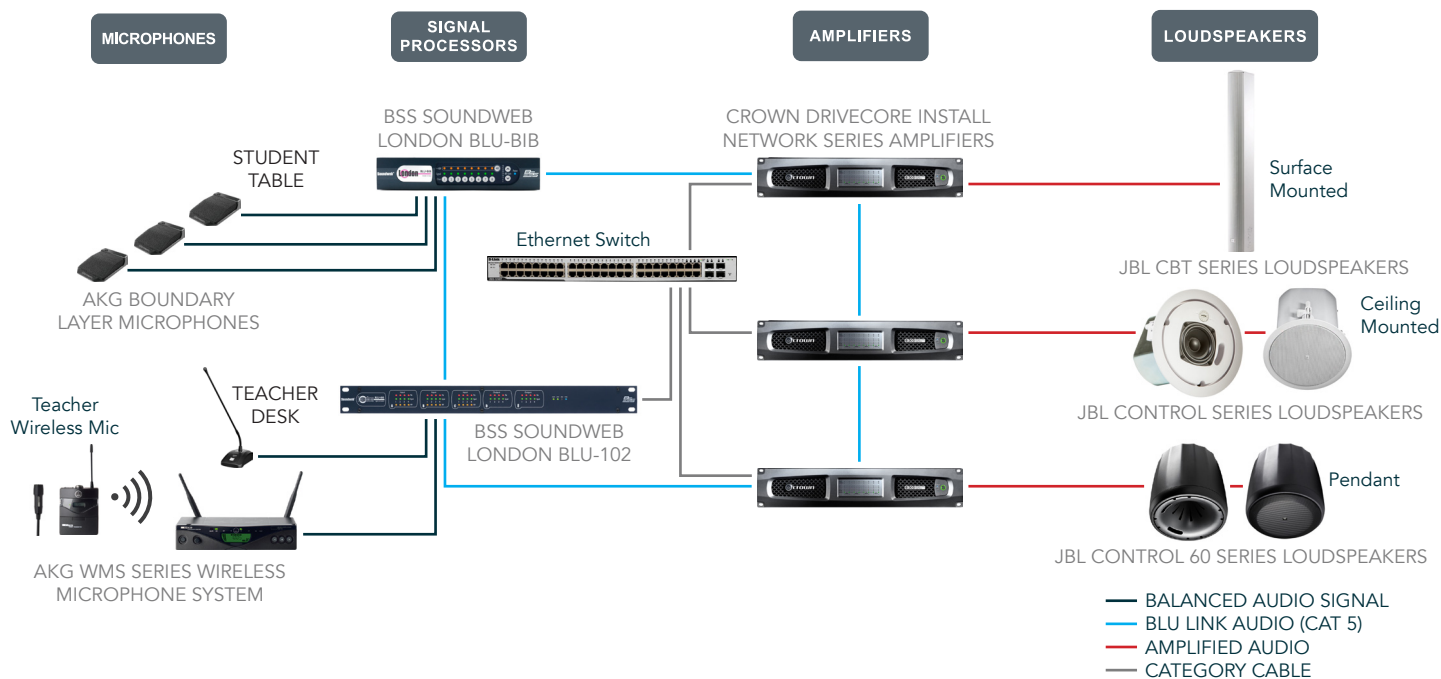 MICROPHONES
SIGNAL
PROCESSORS
AMPLIFIERS
LOUDSPEAKERS
BSS SOUNDWEB
LONDON BLU-BIB
CROWN DRIVECORE INSTALL
NETWORK SERIES AMPLIFIERS
STUDENT
TABLE
London
Surface
Mounted
Ethernet Switch
AKG BOUNDARY
LAYER MICROPHONES
JBL CBT SERIES LOUDSPEAKERS
Ceiling
Mounted
TEACHER
DESK
Teacher
Wireless Mic
BSS SOUNDWEB
LONDON BLU-102
JBL CONTROL SERIES LOUDSPEAKERS
Pendant
AKG WMS SERIES WIRELESS
MICROPHONE SYSTEM
JBL CONTROL 60 SERIES LOUDSPEAKERS
BALANCED AUDIO SIGNAL
BLU LINK AUDIO (CAT 5)
AMPLIFIED AUDIO
CATEGORY CABLE